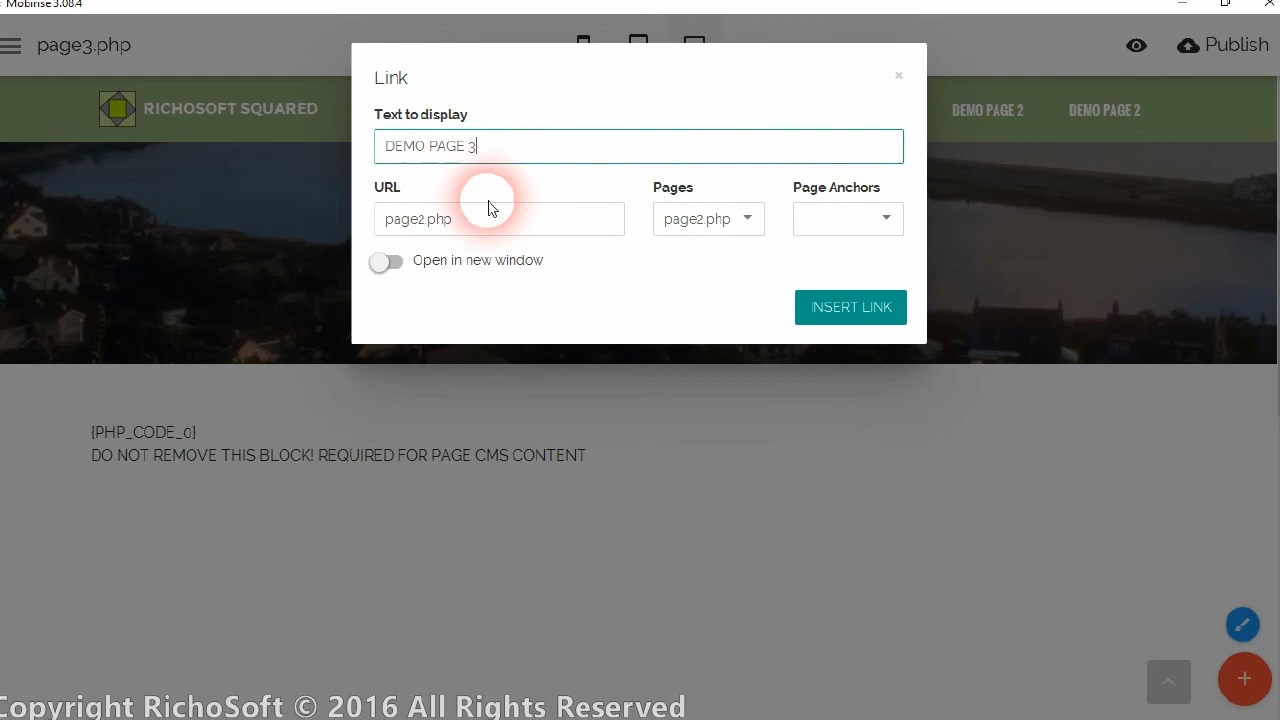 Mobirise 3.08.4
page3.php
Publish
RICHOSOFT SQUARED
DEMO PAGE 2
DEMO PAGE 2
Link
×
Text to display
DEMO PAGE 3
URL
Pages
Page Anchors
page2.php
page2.php
Open in new window
INSERT LINK
{PHP_CODE_0}
DO NOT REMOVE THIS BLOCK! REQUIRED FOR PAGE CMS CONTENT
Copyright RichoSoft © 2016 All Rights Reserved